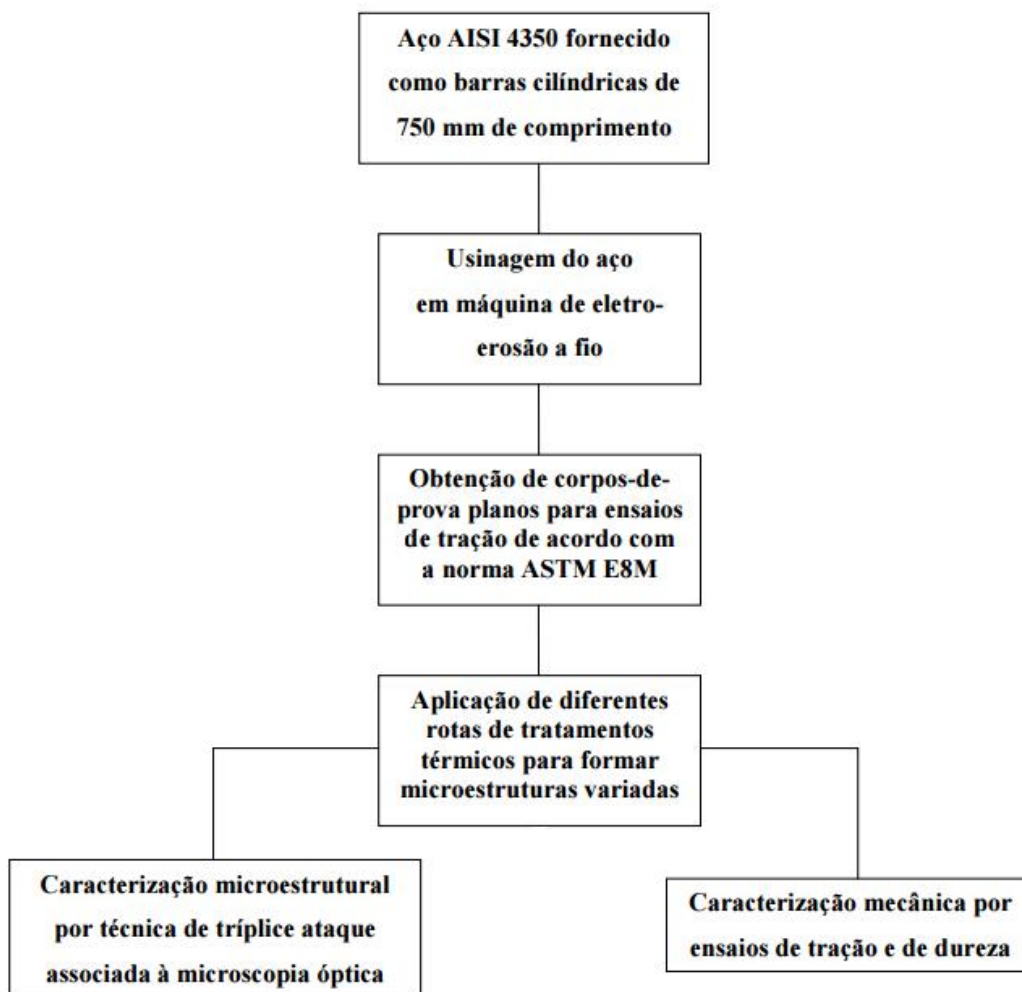 Aço AISI 4350 fornecido
como barras cilíndricas de
750 mm de comprimento
Usinagem do aço
em máquina de eletro-
erosão a fio
Obtenção de corpos-de-
prova planos para ensaios
de tração de acordo com
a norma ASTM E8M
Aplicação de diferentes
rotas de tratamentos
térmicos para formar
microestruturas variadas
Caracterização microestrutural
por técnica de tríplice ataque
associada à microscopia óptica
Caracterização mecânica por
ensaios de tração e de dureza